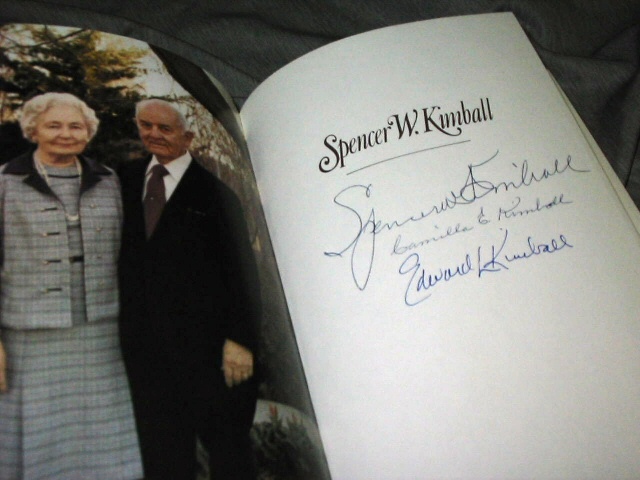 Spencer W. Kimball
Spencer W Kimball
Camilla E Kimball
Edward L Kimball